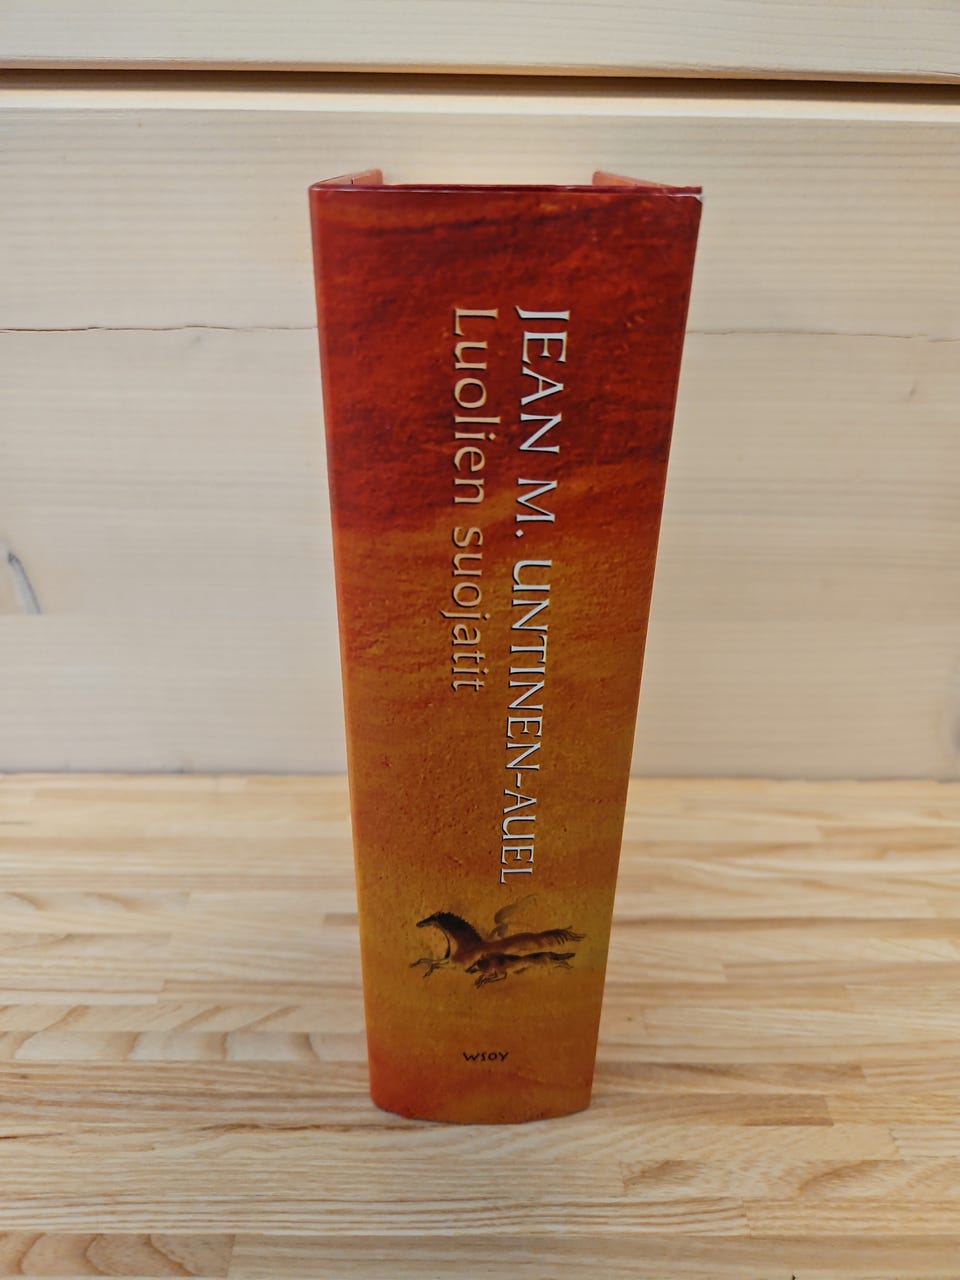 JEAN M. UNTINEN-AUEL
Luolien suojatit
WSOY